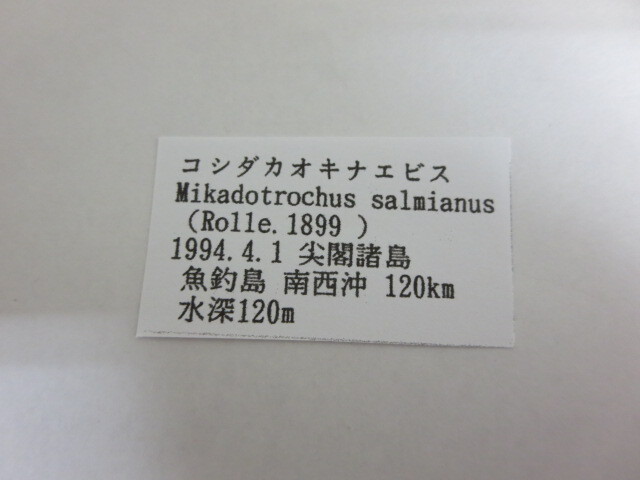 コシダカオキナエビス
Mikadotrochus salmianus
(Rolle.1899 )
1994.4.1 尖閣諸島
魚釣島 南西沖 120km
水深120m